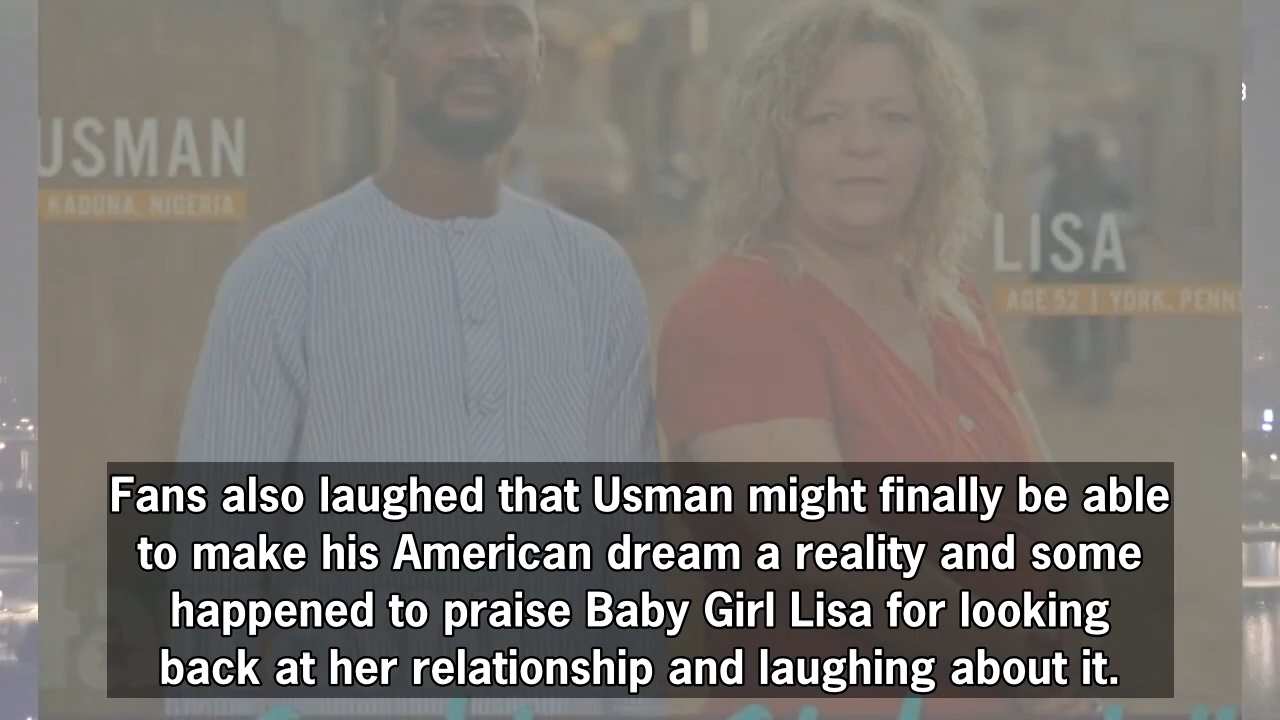 USMAN
KADUNA, NIGERIA
LISA
AGE 52 | YORK, PENN
Fans also laughed that Usman might finally be able
to make his American dream a reality and some
happened to praise Baby Girl Lisa for looking
back at her relationship and laughing about it.